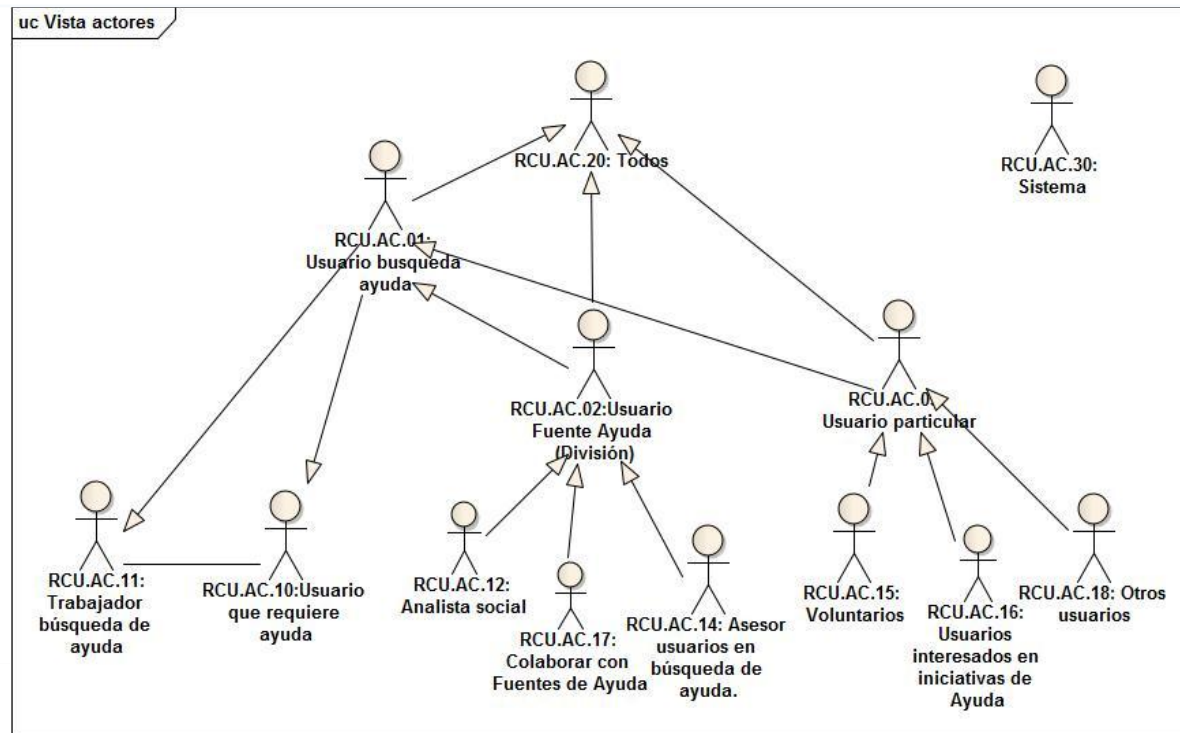 uc Vista actores
RCU.AC.20: Todos
RCU.AC.30:
Sistema
RCU.AC.01:
Usuario busqueda
ayuda
RCU.AC.02:Usuario
Fuente Ayuda
(División)
RCU.AC.0
Usuario particular
RCU.AC.11:
Trabajador
búsqueda de
ayuda
RCU.AC.10:Usuario
que requiere
ayuda
RCU.AC.12:
Analista social
RCU.AC.17:
Colaborar con
Fuentes de Ayuda
RCU.AC.14: Asesor
usuarios en
búsqueda de
ayuda.
RCU.AC.15:
Voluntarios
RCU.AC.16:
Usuarios
interesados en
iniciativas de
Ayuda
RCU.AC.18: Otros
usuarios